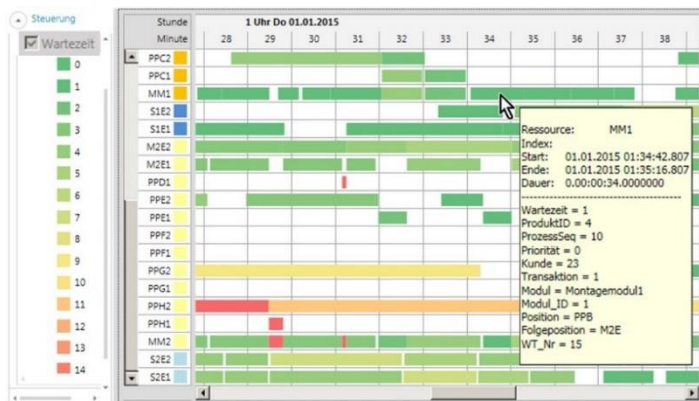 Steuerung
Wartezeit
0
1
2
3
4
5
6
7
8
9
10
11
12
13
14
Stunde 1 Uhr Do 01.01.2015
Minute 28 29 30 31 32 33 34 35 36 37 38
PPC2
PPC1
MM1
S1E2
S1E1
M2E2
M2E1
PPD1
PPE2
PPE1
PPF2
PPF1
PPG2
PPG1
PPH2
PPH1
MM2
S2E2
S2E1
Ressource: MM1
Index:
Start: 01.01.2015 01:34:42.807
Ende: 01.01.2015 01:35:16.807
Dauer: 0.00:00:34.0000000
----------------------------------------
Wartezeit = 1
ProduktID = 4
ProzessSeq = 10
Priorität = 0
Kunde = 23
Transaktion = 1
Modul = Montagemodul1
Modul_ID = 1
Position = PPB
Folgeposition = M2E
WT_Nr = 15